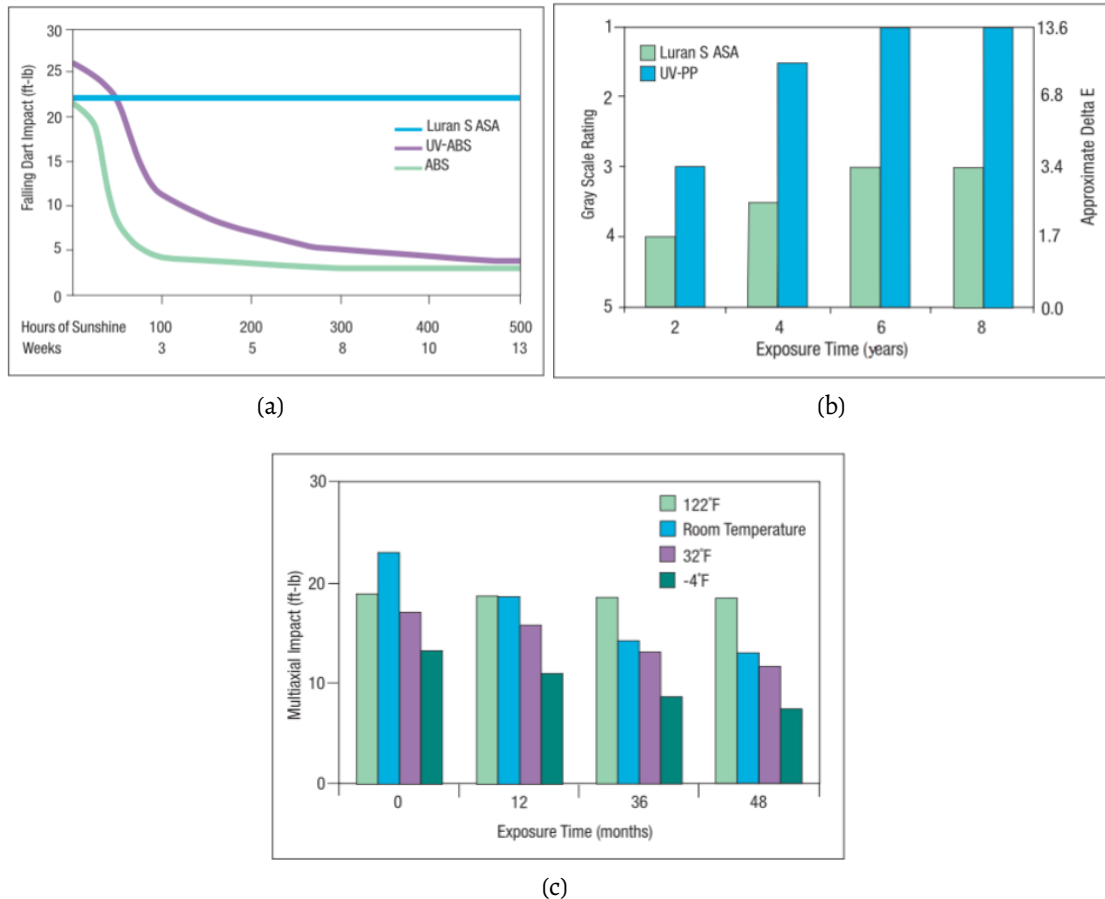 30
25
20
15
10
5
0
Falling Dart Impact (ft-lb)
Luran S ASA
UV-ABS
ABS
Hours of Sunshine 100 200 300 400 500
Weeks 3 5 8 10 13
(a)
1
2
3
4
5
Gray Scale Rating
Luran S ASA
UV-PP
13.6
6.8
3.4
1.7
0.0
Approximate Delta E
2 4 6 8
Exposure Time (years)
(b)
30
20
10
0
Multiaxial Impact (ft-lb)
122°F
Room Temperature
32°F
-4°F
0 12 36 48
Exposure Time (months)
(c)